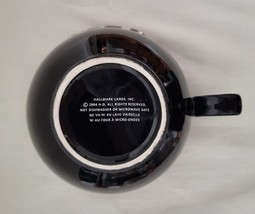 HALLMARK CARDS, INC.
© 2004 H.O. ALL RIGHTS RESERVED.
NOT DISHWASHER OR MICROWAVE SAFE
NE VA NI AU LAVE-VAISSELLE
NI AU FOUR À MICRO-ONDES